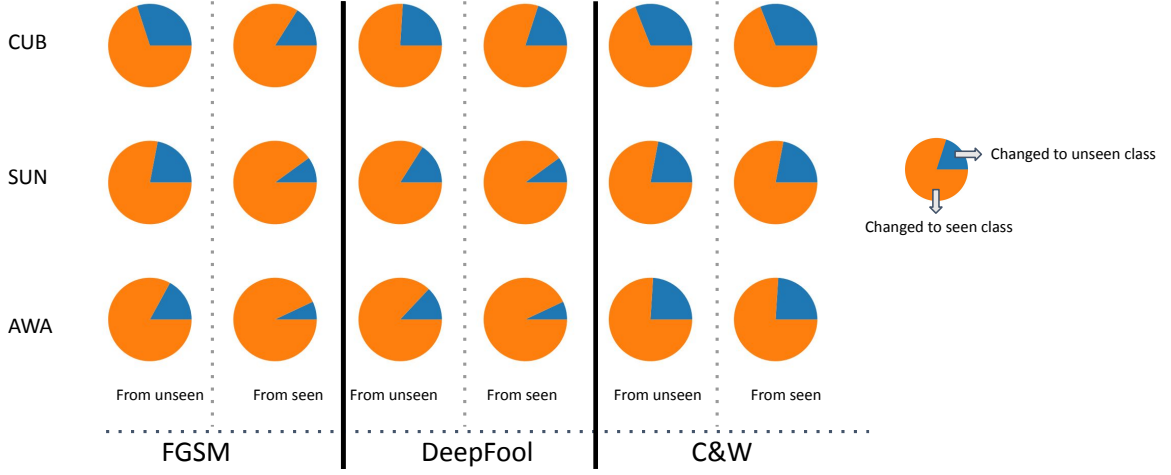 CUB
SUN
Changed to unseen class
Changed to seen class
AWA
From unseen
From seen
From unseen
From seen
From unseen
From seen
FGSM
DeepFool
C&W